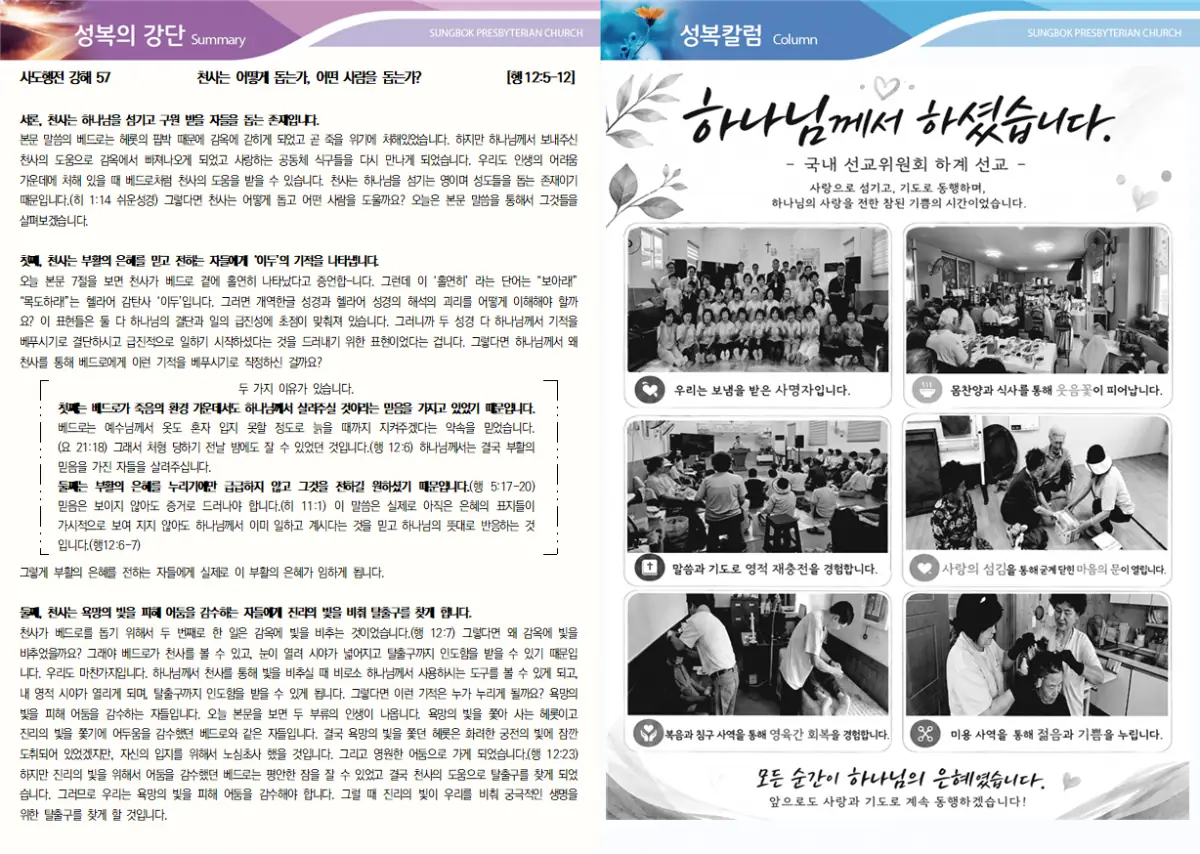 성복의 강단 Summary
SUNGBOK PRESBYTERIAN CHURCH
사도행전 강해 57 천사는 어떻게 돕는가, 어떤 사람을 돕는가? [행 12:5-12]
서론, 천사는 하나님을 섬기고 구원 받을 자들을 돕는 존재입니다.
본문 말씀의 베드로는 헤롯의 핍박 때문에 감옥에 갇히게 되었고 곧 죽을 위기에 처해있었습니다. 하지만 하나님께서 보내주신
천사의 도움으로 감옥에서 빠져나오게 되었고 사랑하는 공동체 식구들을 다시 만나게 되었습니다. 우리도 인생의 어려움
가운데에 처해 있을 때 베드로처럼 천사의 도움을 받을 수 있습니다. 천사는 하나님을 섬기는 영이며 성도들을 돕는 존재이기
때문입니다.(히 1:14 쉬운성경) 그렇다면 천사는 어떻게 돕고 어떤 사람을 도울까요? 오늘은 본문 말씀을 통해서 그것들을
살펴보겠습니다.
첫째, 천사는 부활의 은혜를 믿고 전하는 자들에게 '이두'의 기적을 나타냅니다.
오늘 본문 7절을 보면 천사가 베드로 곁에 홀연히 나타났다고 증언합-니다. 그런데 이 '홀연히' 라는 단어는 "보아래"
"목도하래"는 헬라어 감탄사 '이두'입니다. 그러면 개역한글 성경과 헬라어 성경의 해석의 괴리를 어떻게 이해해야 할까
요? 이 표현들은 둘 다 하나님의 결단과 일의 급진성에 초점이 맞춰져 있습니다. 그러니까 두 성경 다 하나님께서 기적을
베푸시기로 결단하시고 급진적으로 일하기 시작하셨다는 것을 드러내기 위한 표현이었다는 겁니다. 그렇다면 하나님께서 왜
천사를 통해 베드로에게 이런 기적을 베푸시기로 작정하신 걸까요?
두 가지 이유가 있습니다.
첫째는 베드로가 죽음의 환경 가운데서도 하나님께서 살려주실 것이라는 믿음을 가지고 있었기 때문입니다.
베드로는 예수님께서 옷도 혼자 입지 못할 정도로 늙을 때까지 지켜주겠다는 약속을 믿었습니다.
(요 21:18) 그래서 처형 당하기 전날 밤에도 잘 수 있었던 것입니다.(행 12:6) 하나님께서는 결국 부활의
믿음을 가진 자들을 살려주십니다.
둘째는 부활의 은혜를 누리기에만 급급하지 않고 그것을 전하길 원하셨기 때문입니다.(행 5:17-20)
믿음은 보이지 않아도 증거로 드러나야 합니다.(히 11:1) 이 말씀은 실제로 아직은 은혜의 표지들이
가시적으로 보여 지지 않아도 하나님께서 이미 일하고 계시다는 것을 믿고 하나님의 뜻대로 반응하는 것
입니다.(행12:6-7)
그렇게 부활의 은혜를 전하는 자들에게 실제로 이 부활의 은혜가 임하게 됩니다.
둘째, 천사는 욕망의 빛을 피해 어둠을 감수하는 자들에게 진리의 빛을 비춰 탈출구를 찾게 합니다.
천사가 베드로를 돕기 위해서 두 번째로 한 일은 감옥에 빛을 비추는 것이었습니다.(행 12:7) 그렇다면 왜 감옥에 빛을
비추었을까요? 그래야 베드로가 천사를 볼 수 있고, 눈이 열려 시야가 넓어지고 탈출구까지 인도함을 받을 수 있기 때문입
니다. 우리도 마찬가지입니다. 하나님께서 천사를 통해 빛을 비추실 때 비로소 하나님께서 사용하시는 도구를 볼 수 있게 되고,
내 영적 시야가 열리게 되며, 탈출구까지 인도함을 받을 수 있게 됩니다. 그렇다면 이런 기적은 누가 누리게 될까요? 욕망의
빛을 피해 어둠을 감수하는 자들입니다. 오늘 본문을 보면 두 부류의 인생이 나옵니다. 욕망의 빛을 쫓아 사는 헤롯이고
진리의 빛을 쫓기에 어두움을 감수했던 베드로와 같은 자들입니다. 결국 욕망의 빛을 쫓던 헤롯은 화려한 궁전의 빛에 잠깐
도취되어 있었겠지만, 자신의 입지를 위해서 노심초사 했을 것입니다. 그리고 영원한 어둠으로 가게 되었습니다.(행 12:23)
하지만 진리의 빛을 위해서 어둠을 감수했던 베드로는 평안한 잠을 잘 수 있었고 결국 천사의 도움으로 탈출구를 찾게 되었
습니다. 그러므로 우리는 욕망의 빛을 피해 어둠을 감수해야 합니다. 그럴 때 진리의 빛이 우리를 비춰 궁극적인 생명을
위한 탈출구를 찾게 할 것입니다.
성복칼럼 Column
SUNGBOK PRESBYTERIAN CHURCH
하나님께서 하셨습니다.
- 국내 선교위원회 하계 선교 -
사랑으로 섬기고, 기도로 동행하며,
하나님의 사랑을 전한 참된 기쁨의 시간이었습니다.
우리는 보냄을 받은 사명자입니다.
몸찬양과 식사를 통해 웃음꽃이 피어납니다.
말씀과 기도로 영적 재충전을 경험합니다.
사랑의 섬김을 통해 굳게 닫힌 마음의 문이 열립니다.
복음과 침구 사역을 통해 영육간 회복을 경험합니다.
미용 사역을 통해 젊음과 기쁨을 누립니다.
모든 순간이 하나님의 은혜였습니다.
앞으로도 사랑과 기도로 계속 동행하겠습니다!